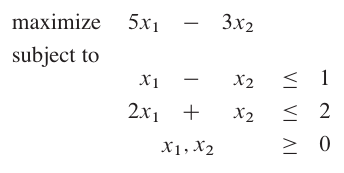 maximize 5x₁ − 3x₂
subject to
x₁ − x₂ ≤ 1
2x₁ + x₂ ≤ 2
x₁, x₂ ≥ 0